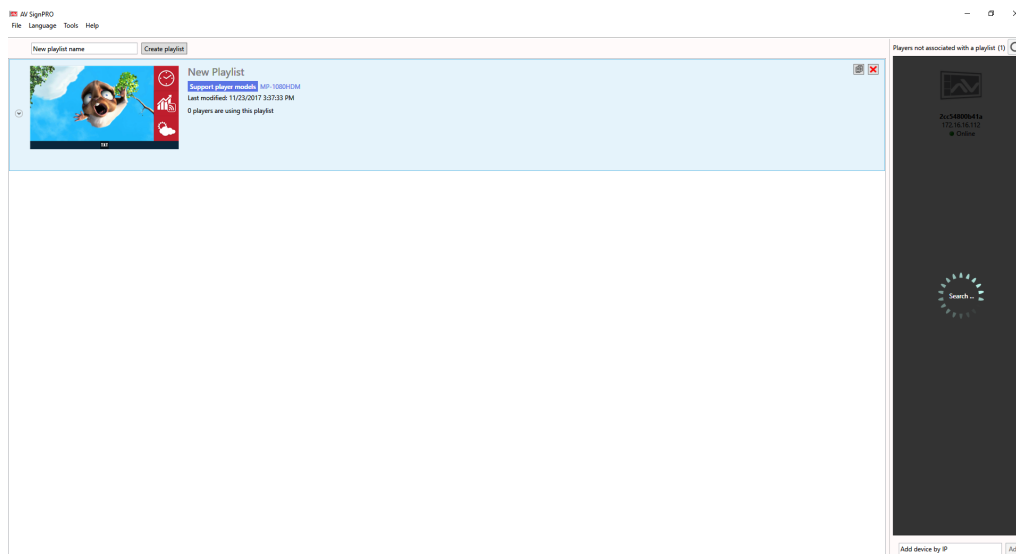 AV SignPRO
File Language Tools Help
New playlist name
Create playlist
Players not associated with a playlist (1)
New Playlist
Support player models MP-1080HDM
Last modified: 11/23/2017 3:37:33 PM
0 players are using this playlist
TXT
2cc54800b41a
172.16.16.112
Online
Search ...
Add device by IP
Ad